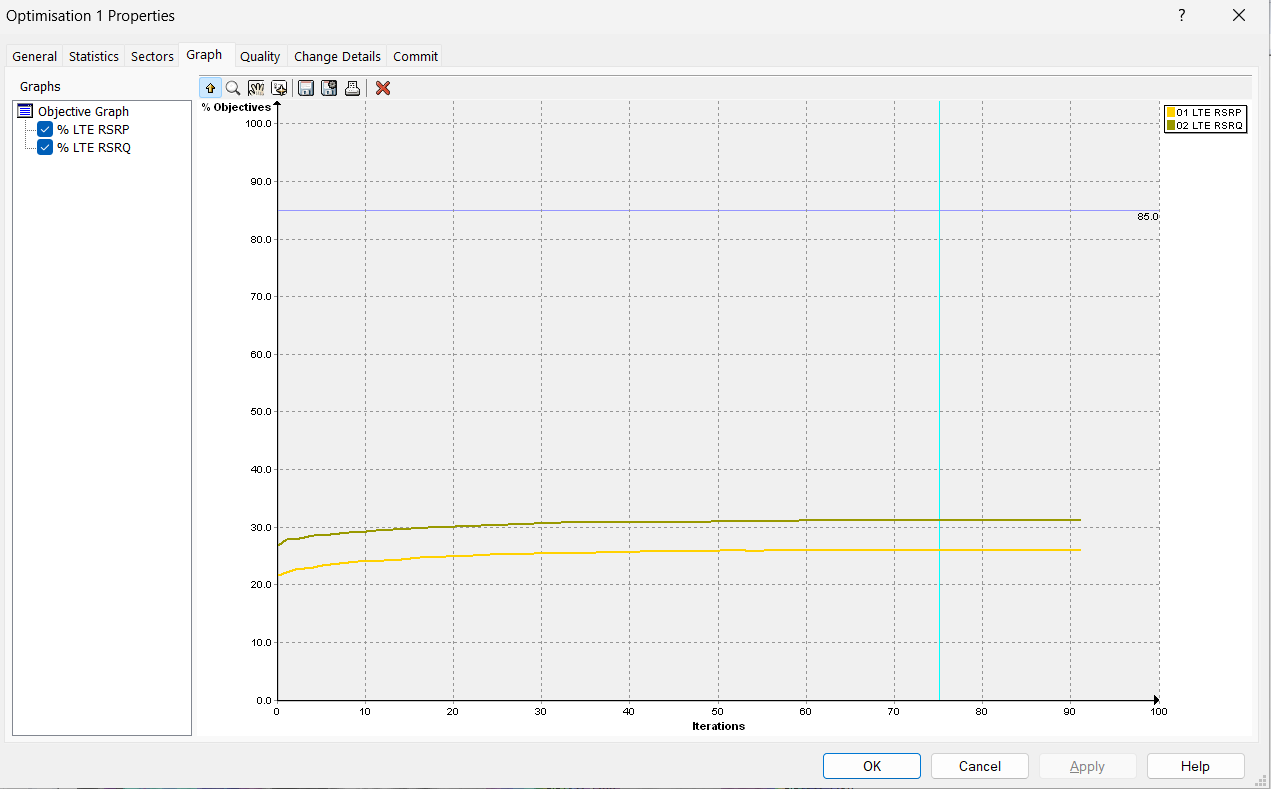 Optimisation 1 Properties
?
General Statistics Sectors Graph Quality Change Details Commit
Graphs
Objective Graph
% LTE RSRP
% LTE RSRQ
% Objectives
100.0
90.0
80.0
70.0
60.0
50.0
40.0
30.0
20.0
10.0
0.0
85.0
01 LTE RSRP
02 LTE RSRQ
0 10 20 30 40 50 60 70 80 90 100
Iterations
OK Cancel Apply Help